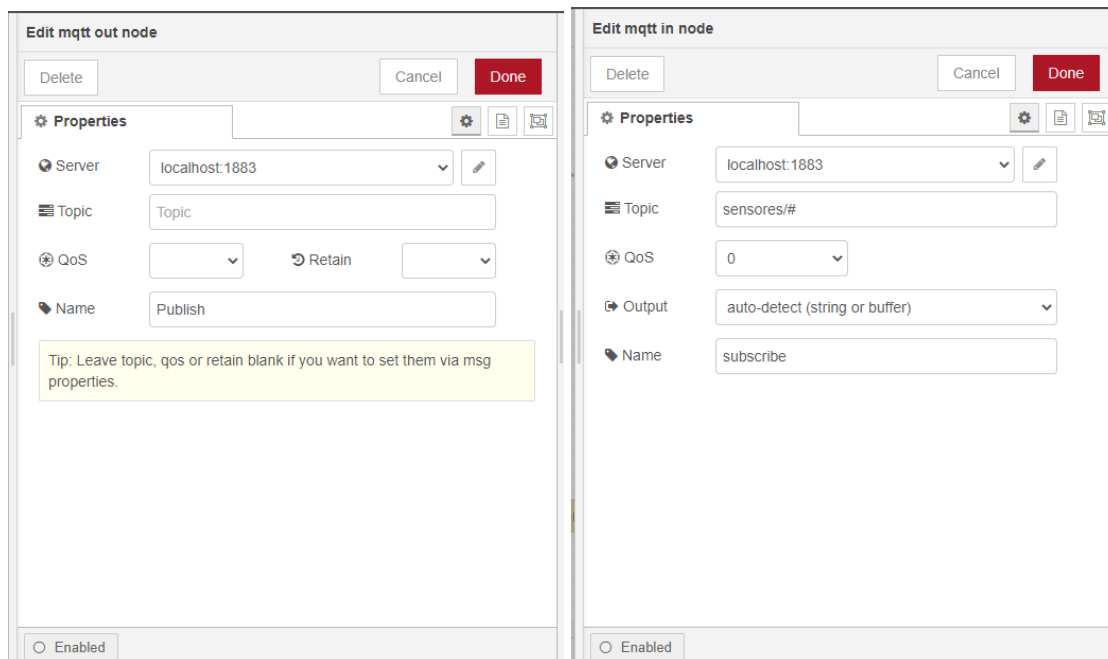 Edit mqtt out node
Delete
Cancel
Done
Properties
Server
localhost:1883
Topic
Topic
QoS
Retain
Name
Publish
Tip: Leave topic, qos or retain blank if you want to set them via msg
properties.
Enabled
Edit mqtt in node
Delete
Cancel
Done
Properties
Server
localhost:1883
Topic
sensores/#
QoS
0
Output
auto-detect (string or buffer)
Name
subscribe
Enabled